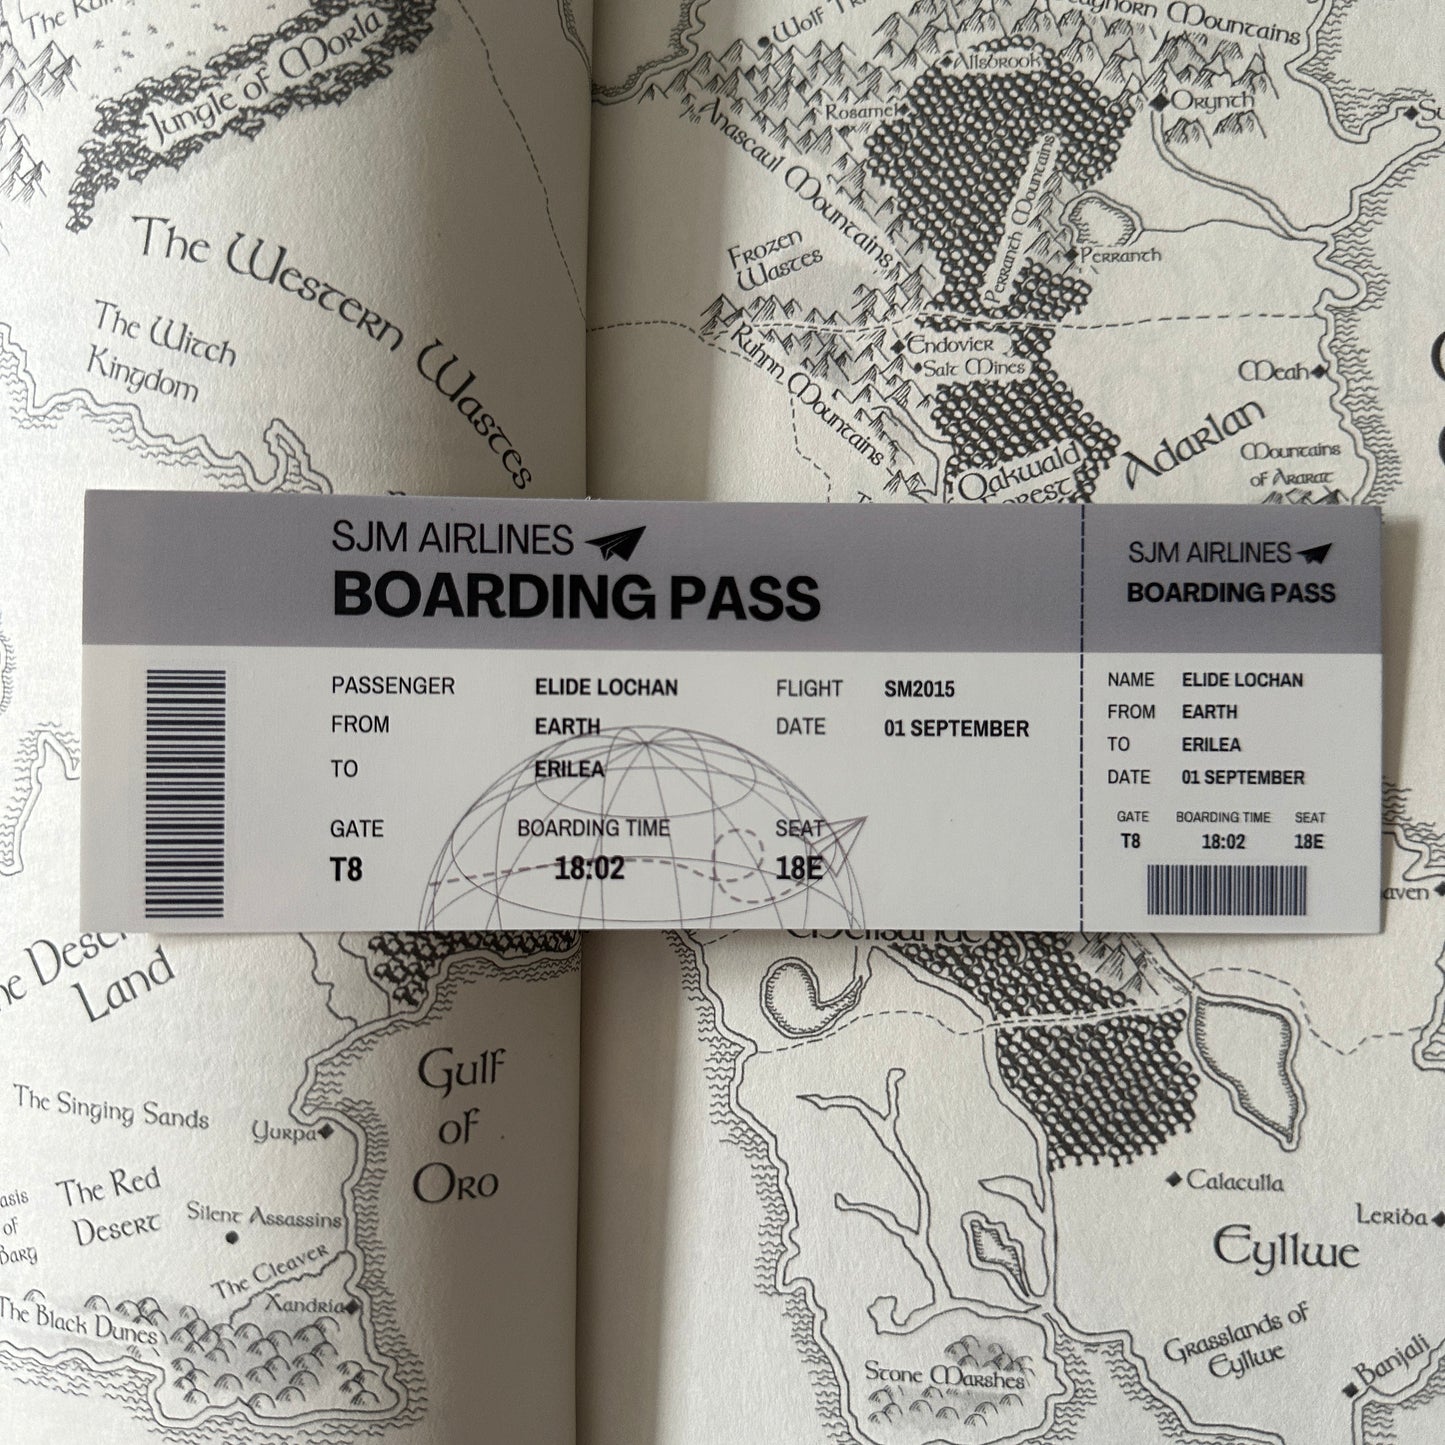 Jungle of Morla
The Western Wastes
The Witch
Kingdom
Wolf
Mountains
Allsbrook
Rosamel
Orynth
Anascaul Mountains
Perranth Mountains
Frozen
Wastes
Perranth
Ruhnn Mountains
Endovier
Salt Mines
Meah
Adarlan
Oakwald
Forest
Mountains
of Ararat
SJM AIRLINES
BOARDING PASS
PASSENGER ELIDE LOCHAN FLIGHT SM2015
FROM EARTH DATE 01 SEPTEMBER
TO ERILEA
GATE BOARDING TIME SEAT
T8 18:02 18E
SJM AIRLINES
BOARDING PASS
NAME ELIDE LOCHAN
FROM EARTH
TO ERILEA
DATE 01 SEPTEMBER
GATE BOARDING TIME SEAT
T8 18:02 18E
Land
Gulf
of
Oro
The Singing Sands
Yurpa
The Red
Desert
Silent Assassins
of
The Cleaver
Xandria
The Black Dunes
Calaculla
Leriba
Eyllwe
Grasslands of
Eyllwe
Banjali
Stone Marshes